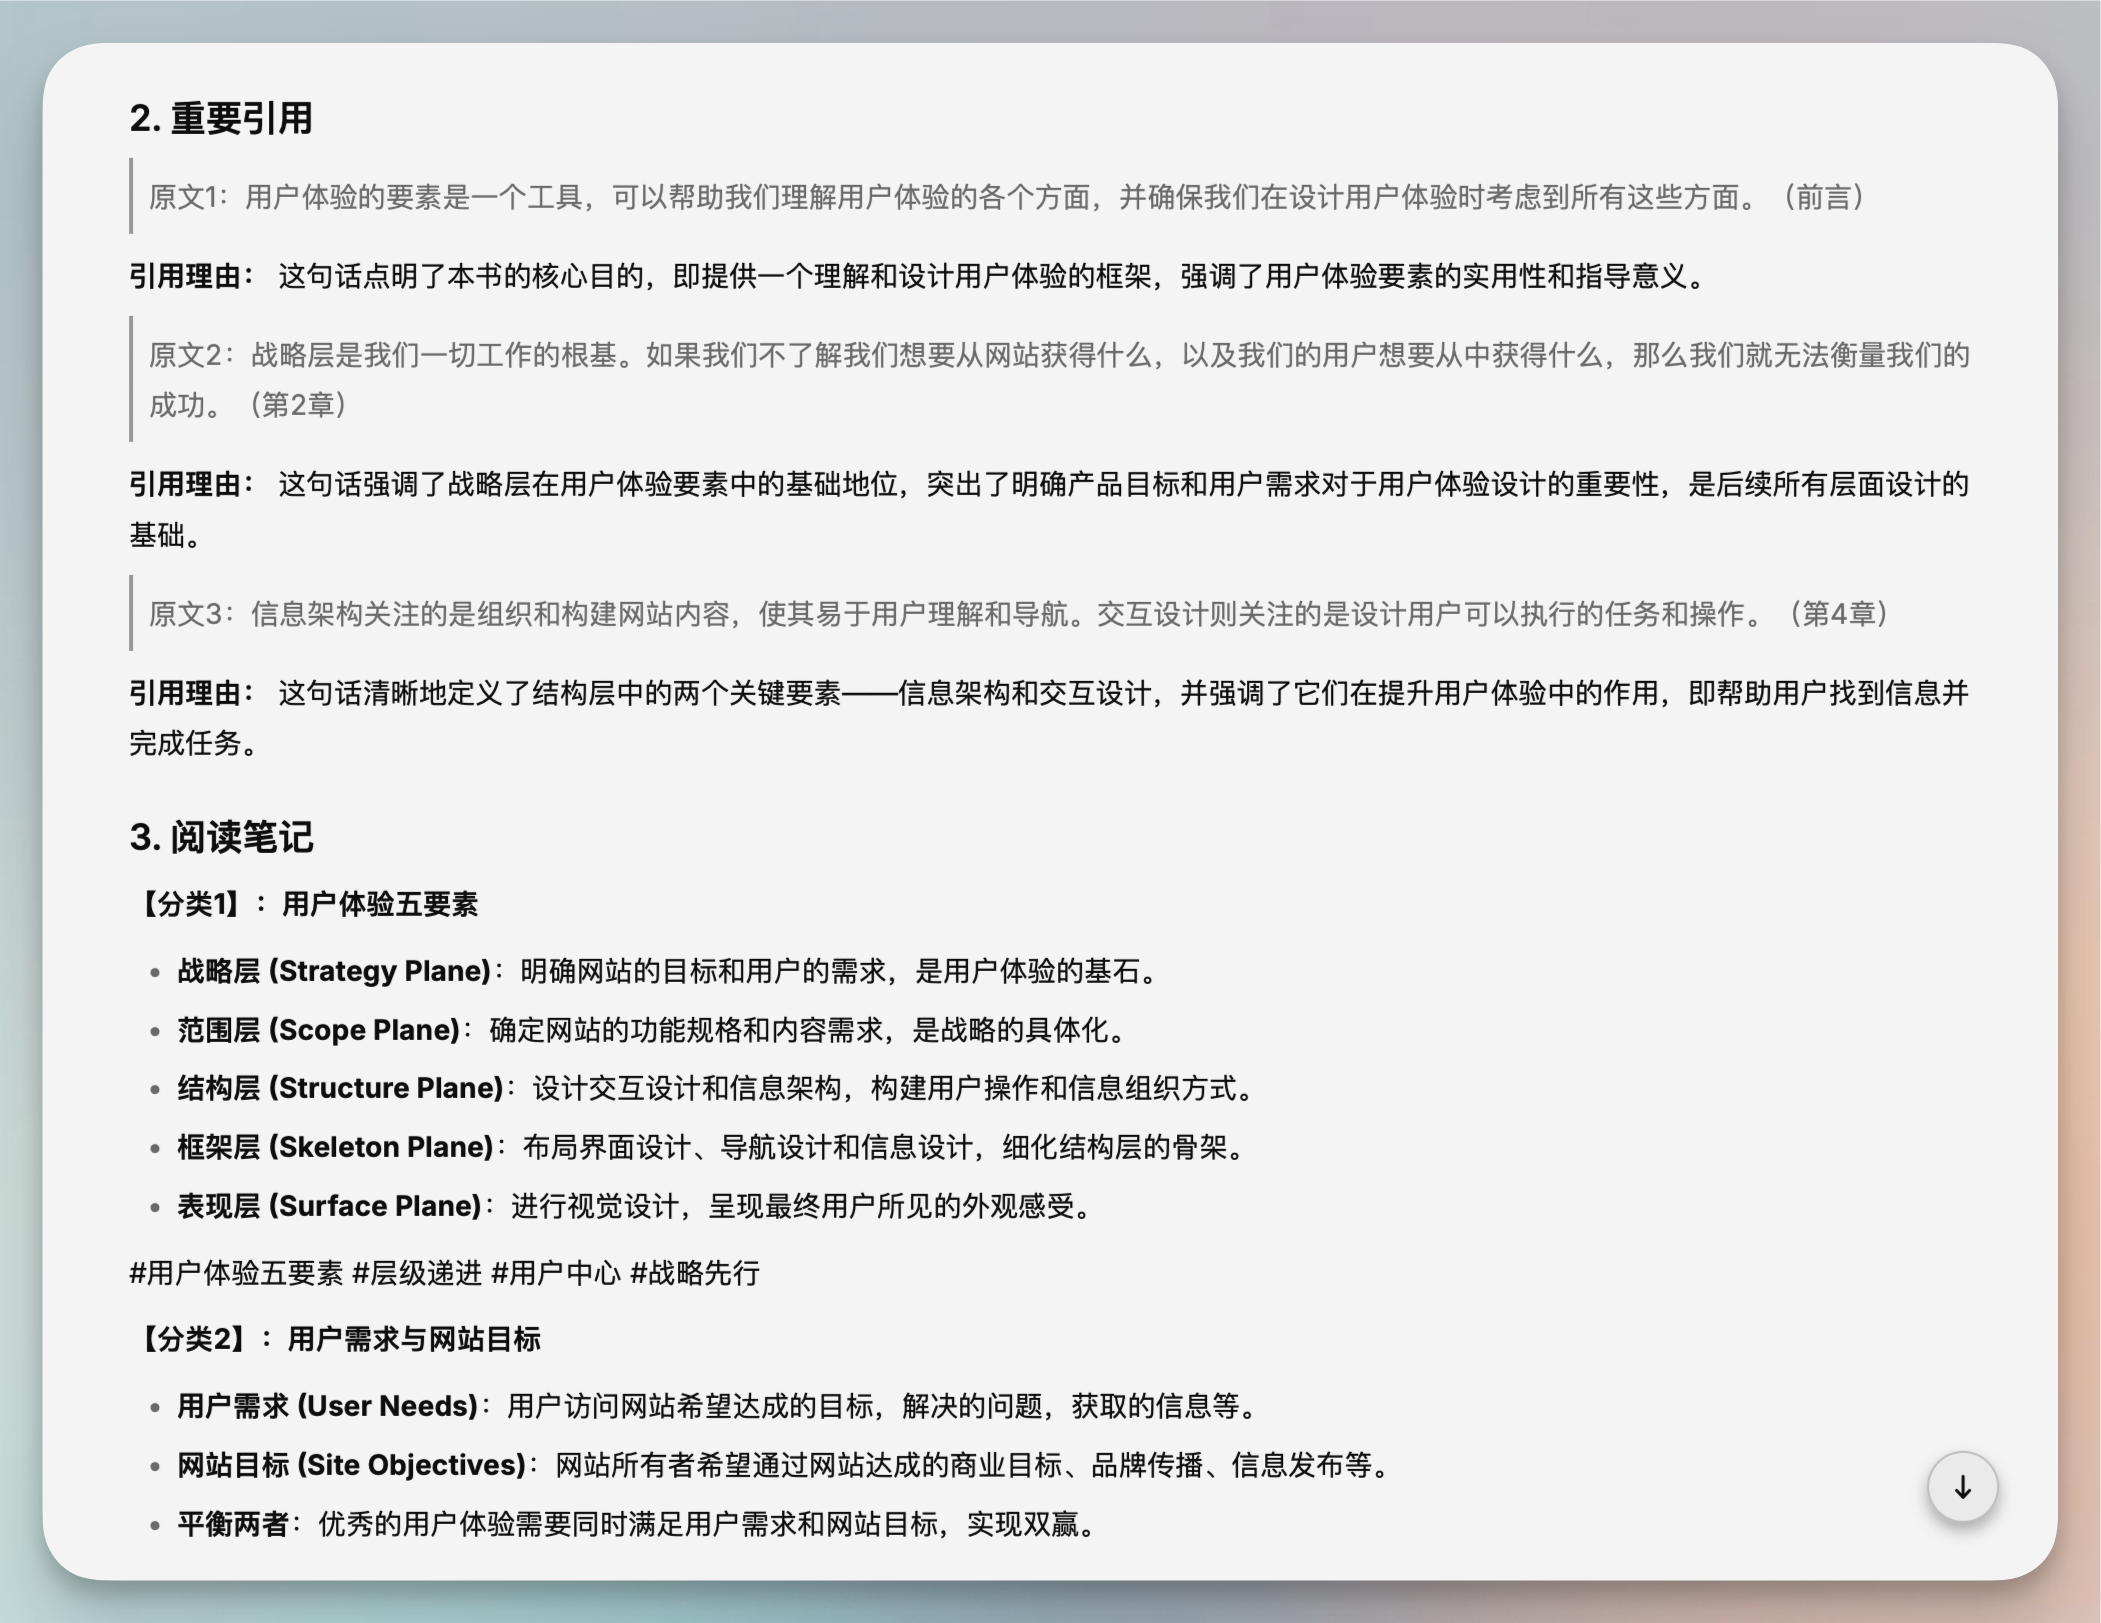 2. 重要引用
原文1：用户体验的要素是一个工具，可以帮助我们理解用户体验的各个方面，并确保我们在设计用户体验时考虑到所有这些方面。（前言）
引用理由： 这句话点明了本书的核心目的，即提供一个理解和设计用户体验的框架，强调了用户体验要素的实用性和指导意义。
原文2：战略层是我们一切工作的根基。如果我们不了解我们想要从网站获得什么，以及我们的用户想要从中获得什么，那么我们就无法衡量我们的
成功。（第2章）
引用理由： 这句话强调了战略层在用户体验要素中的基础地位，突出了明确产品目标和用户需求对于用户体验设计的重要性，是后续所有层面设计的
基础。
原文3：信息架构关注的是组织和构建网站内容，使其易于用户理解和导航。交互设计则关注的是设计用户可以执行的任务和操作。（第4章）
引用理由： 这句话清晰地定义了结构层中的两个关键要素——信息架构和交互设计，并强调了它们在提升用户体验中的作用，即帮助用户找到信息并
完成任务。
3. 阅读笔记
【分类1】：用户体验五要素
• 战略层 (Strategy Plane)：明确网站的目标和用户的需求，是用户体验的基石。
• 范围层 (Scope Plane)：确定网站的功能规格和内容需求，是战略的具体化。
• 结构层 (Structure Plane)：设计交互设计和信息架构，构建用户操作和信息组织方式。
• 框架层 (Skeleton Plane)：布局界面设计、导航设计和信息设计，细化结构层的骨架。
• 表现层 (Surface Plane)：进行视觉设计，呈现最终用户所见的外观感受。
#用户体验五要素 #层级递进 #用户中心 #战略先行
【分类2】：用户需求与网站目标
• 用户需求 (User Needs)：用户访问网站希望达成的目标，解决的问题，获取的信息等。
• 网站目标 (Site Objectives)：网站所有者希望通过网站达成的商业目标、品牌传播、信息发布等。
• 平衡两者：优秀的用户体验需要同时满足用户需求和网站目标，实现双赢。